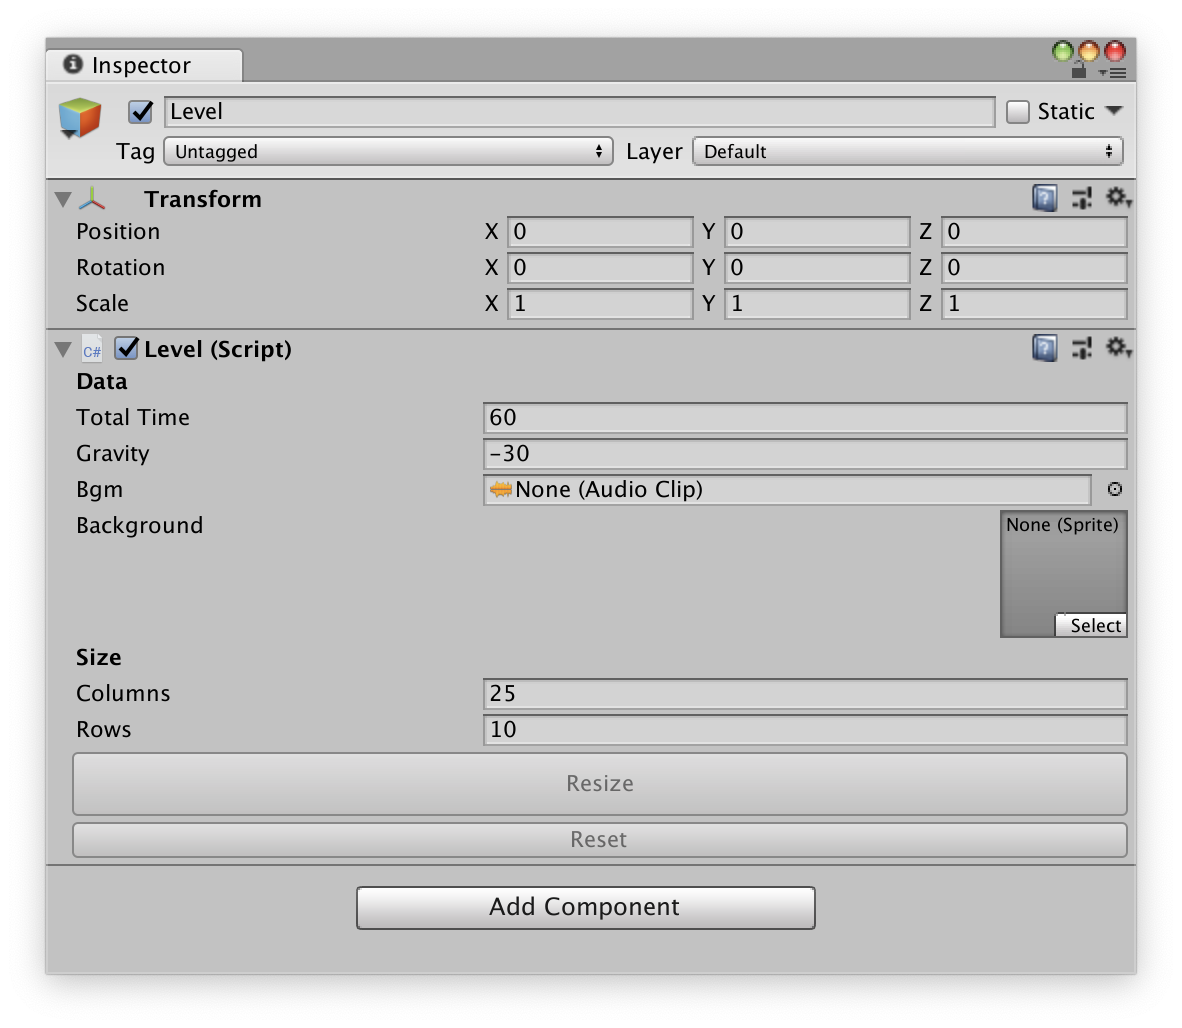 Inspector
Level Static
Tag Untagged Layer Default
Transform
Position X 0 Y 0 Z 0
Rotation X 0 Y 0 Z 0
Scale X 1 Y 1 Z 1
C# Level (Script)
Data
Total Time 60
Gravity -30
Bgm None (Audio Clip)
Background None (Sprite)
Select
Size
Columns 25
Rows 10
Resize
Reset
Add Component